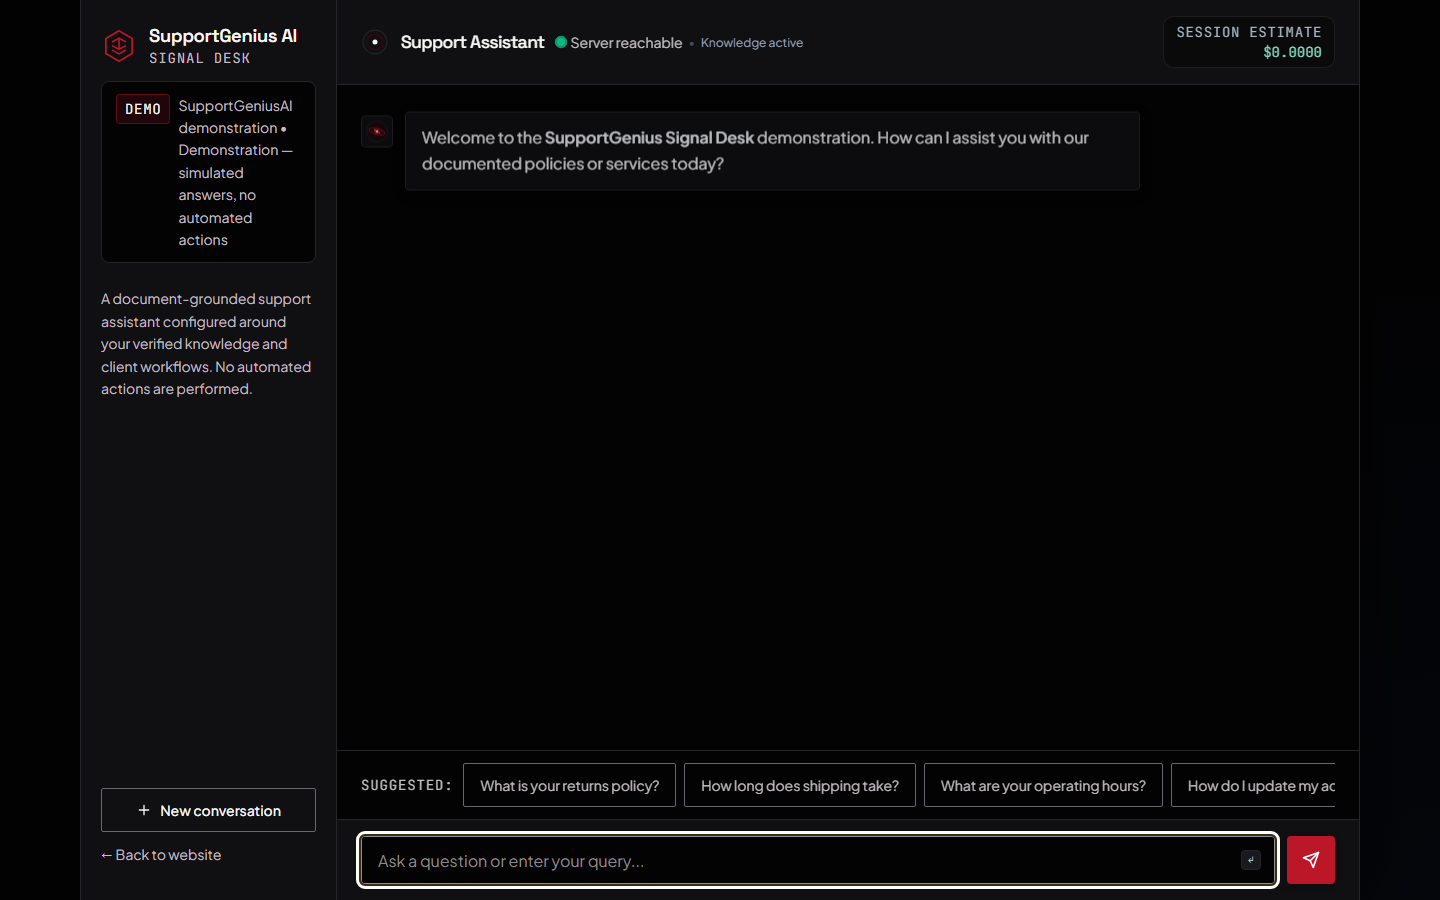 SupportGenius AI
SIGNAL DESK
DEMO
SupportGeniusAI
demonstration •
Demonstration —
simulated
answers, no
automated
actions
A document-grounded support
assistant configured around
your verified knowledge and
client workflows. No automated
actions are performed.
+ New conversation
← Back to website
Support Assistant
Server reachable • Knowledge active
SESSION ESTIMATE
$0.0000
Welcome to the SupportGenius Signal Desk demonstration. How can I assist you with our
documented policies or services today?
SUGGESTED:
What is your returns policy?
How long does shipping take?
What are your operating hours?
How do I update my ac
Ask a question or enter your query...
↵